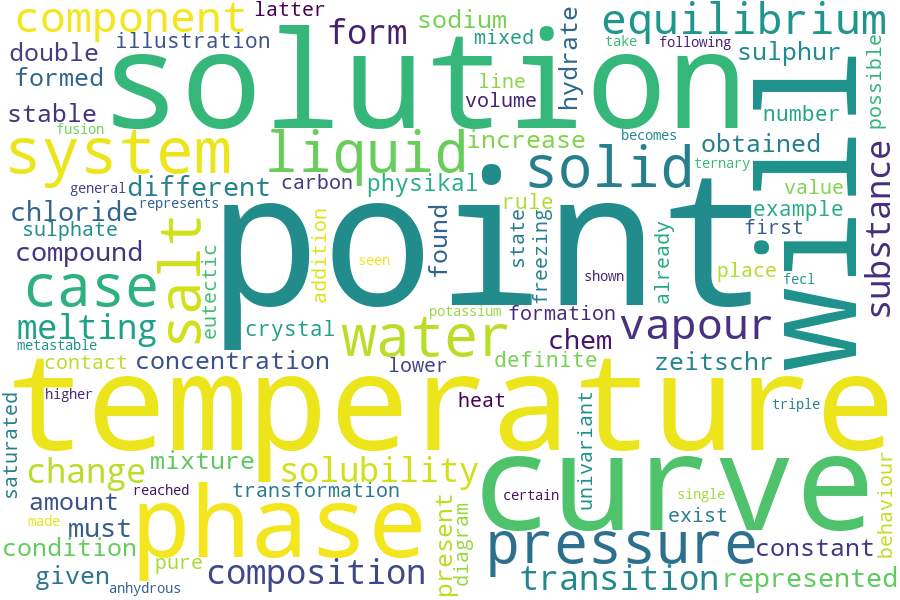 component
latter
form
sodium
equilibrium
double
illustration
mixed
take
following
formed
hydrate
sulphur
possible
stable
solution
line
volume
number
will
fusion
system
liquid
increase
becomes
obtained
solid
ternary
general
different
carbon
physikal
value
substance
chloride
represents
rule
example
sulphate
salt
point
found
state
first
compound
eutectic
addition
seen
freezing
already
place
shown
fecl
case
potassium
formation
melting
crystal
water
chem
vapour
metastable
contact
concentration
lower
definite
zeitschr
temperature
higher
heat
triple
saturated
univariant
curve
change
mixture
solubility
amount
reached
transformation
certain
single
behaviour
made
must
phase
present
diagram
exist
condition
pure
pressure
constant
given
composition
transition
represented
anhydrous